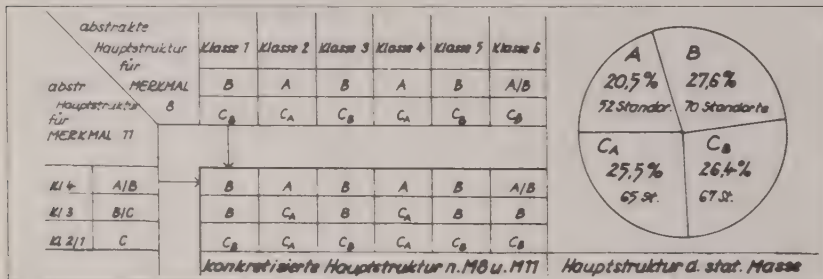 abstrakte
Hauptstruktur
für
MERKMAL
8
abstr
Hauptstruktur
für
MERKMAL 11
Klasse 1 Klasse 2 Klasse 3 Klasse 4 Klasse 5 Klasse 6
B A B A B A/B
C_B C_A C_B C_A C_B C_B
Kl 4 A/B B A B A B A/B
Kl 3 B/C B C_A B C_A B B
Kl 2/1 C C_B C_A C_B C_A C_B C_B
konkretisierte Hauptstruktur n. M8 u. M11
A
20,5%
52 Standor.
B
27,6%
70 Standorte
C_A
25,5%
65 St.
C_B
26,4%
67 St.
Hauptstruktur d. stat. Masse